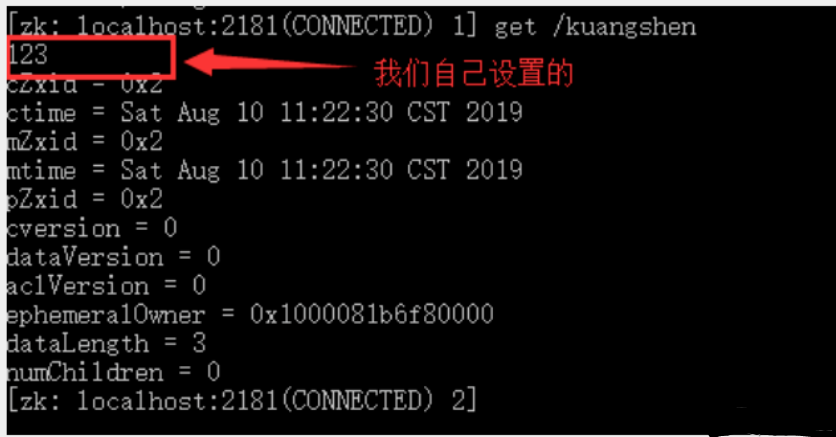 [zk: localhost:2181(CONNECTED) 1] get /kuangshen
123
我们自己设置的
cZxid = 0x2
ctime = Sat Aug 10 11:22:30 CST 2019
mZxid = 0x2
mtime = Sat Aug 10 11:22:30 CST 2019
pZxid = 0x2
cversion = 0
dataVersion = 0
aclVersion = 0
ephemeralOwner = 0x1000081b6f80000
dataLength = 3
numChildren = 0
[zk: localhost:2181(CONNECTED) 2]